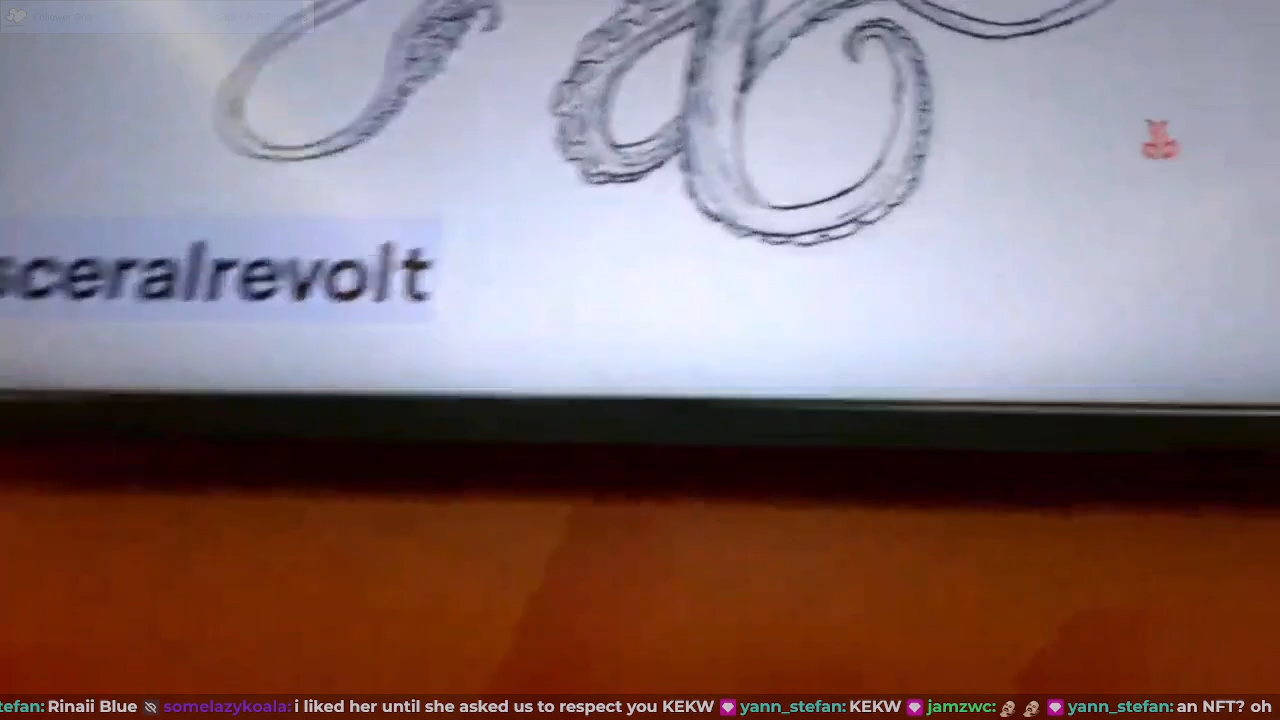 sceralrevolt
tefan: Rinaii Blue somelazykoala: i liked her until she asked us to respect you KEKW yann_stefan: KEKW jamzwc: yann_stefan: an NFT? oh